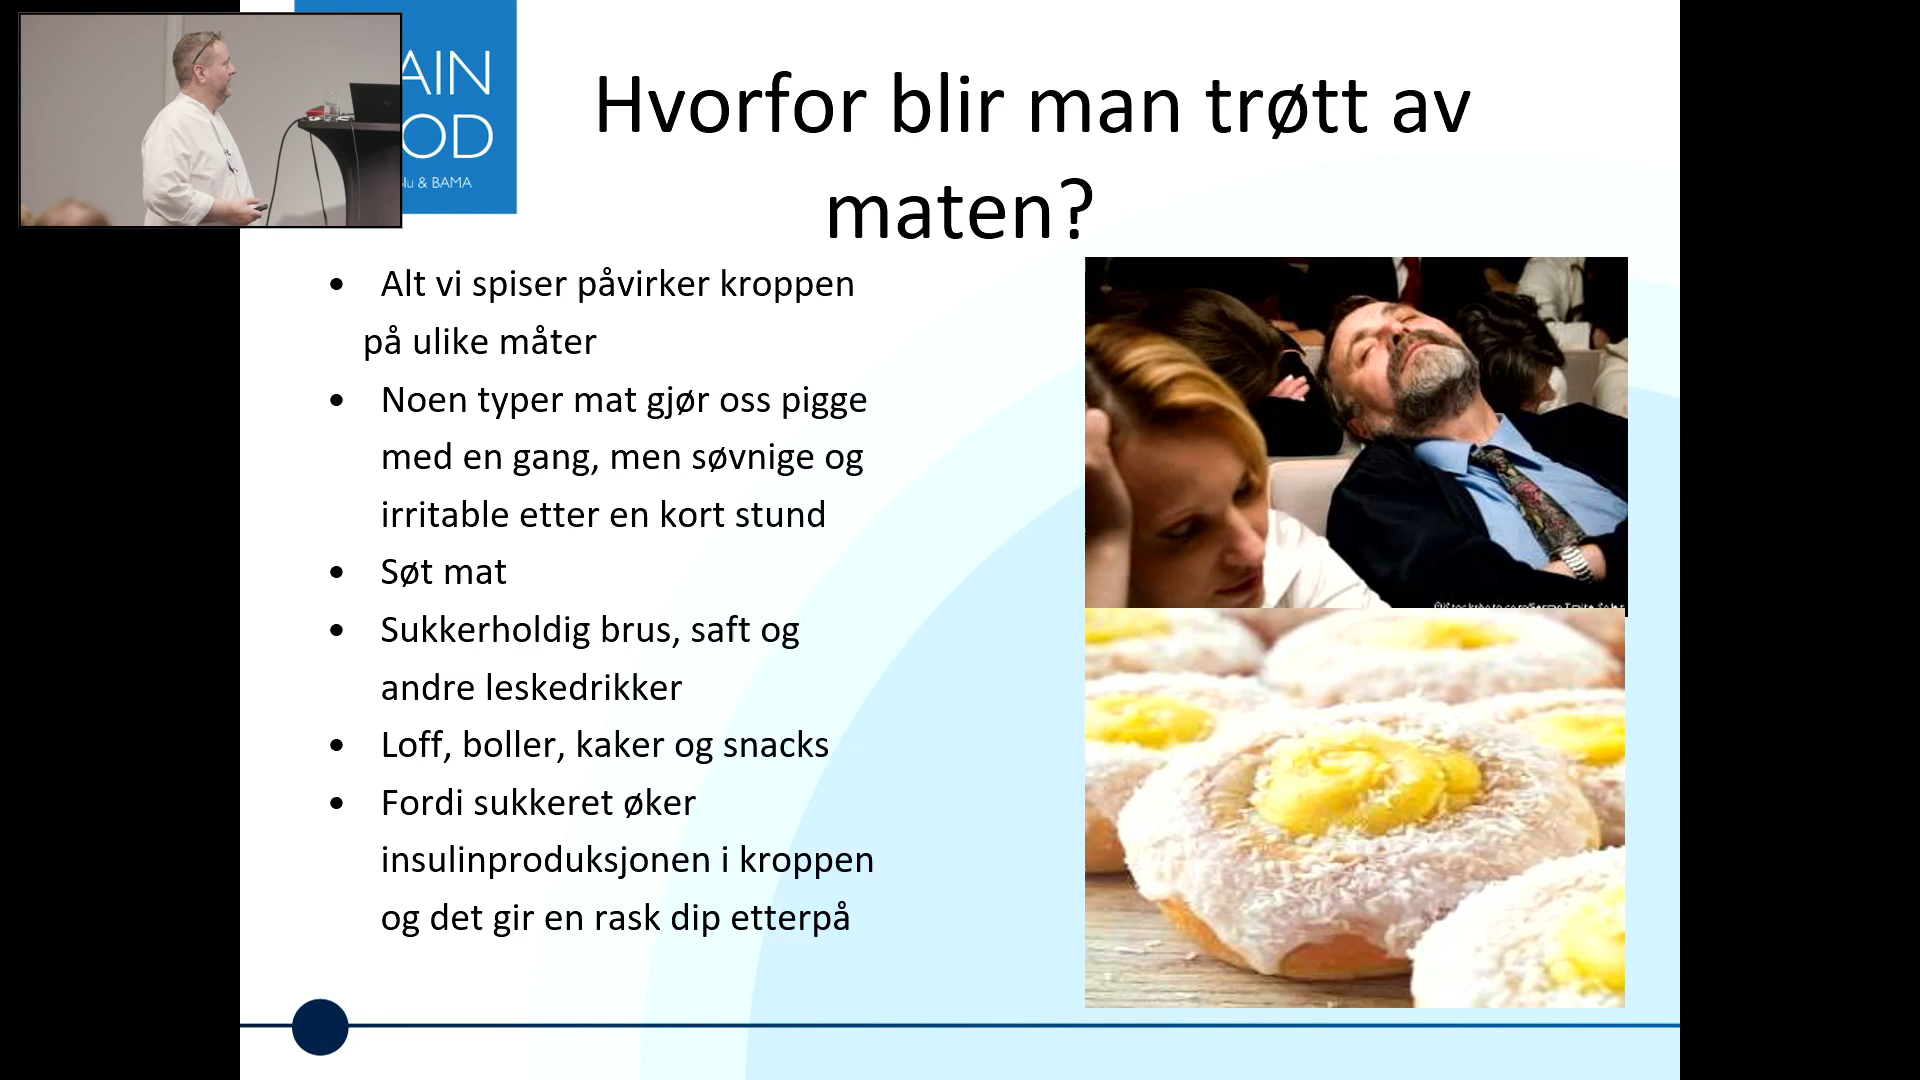 AIN
OD
& BAMA
Hvorfor blir man trøtt av
maten?
• Alt vi spiser påvirker kroppen
på ulike måter
• Noen typer mat gjør oss pigge
med en gang, men søvnige og
irritable etter en kort stund
• Søt mat
• Sukkerholdig brus, saft og
andre leskedrikker
• Loff, boller, kaker og snacks
• Fordi sukkeret øker
insulinproduksjonen i kroppen
og det gir en rask dip etterpå